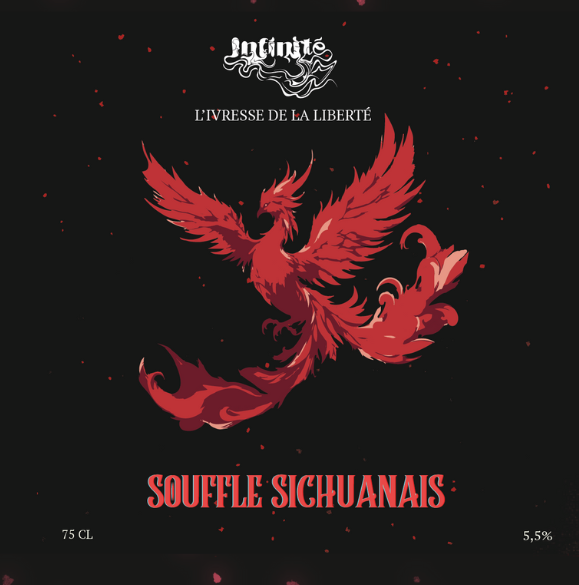 Infinité
L'IVRESSE DE LA LIBERTÉ
SOUFFLE SICHUANAIS
75 CL
5,5%